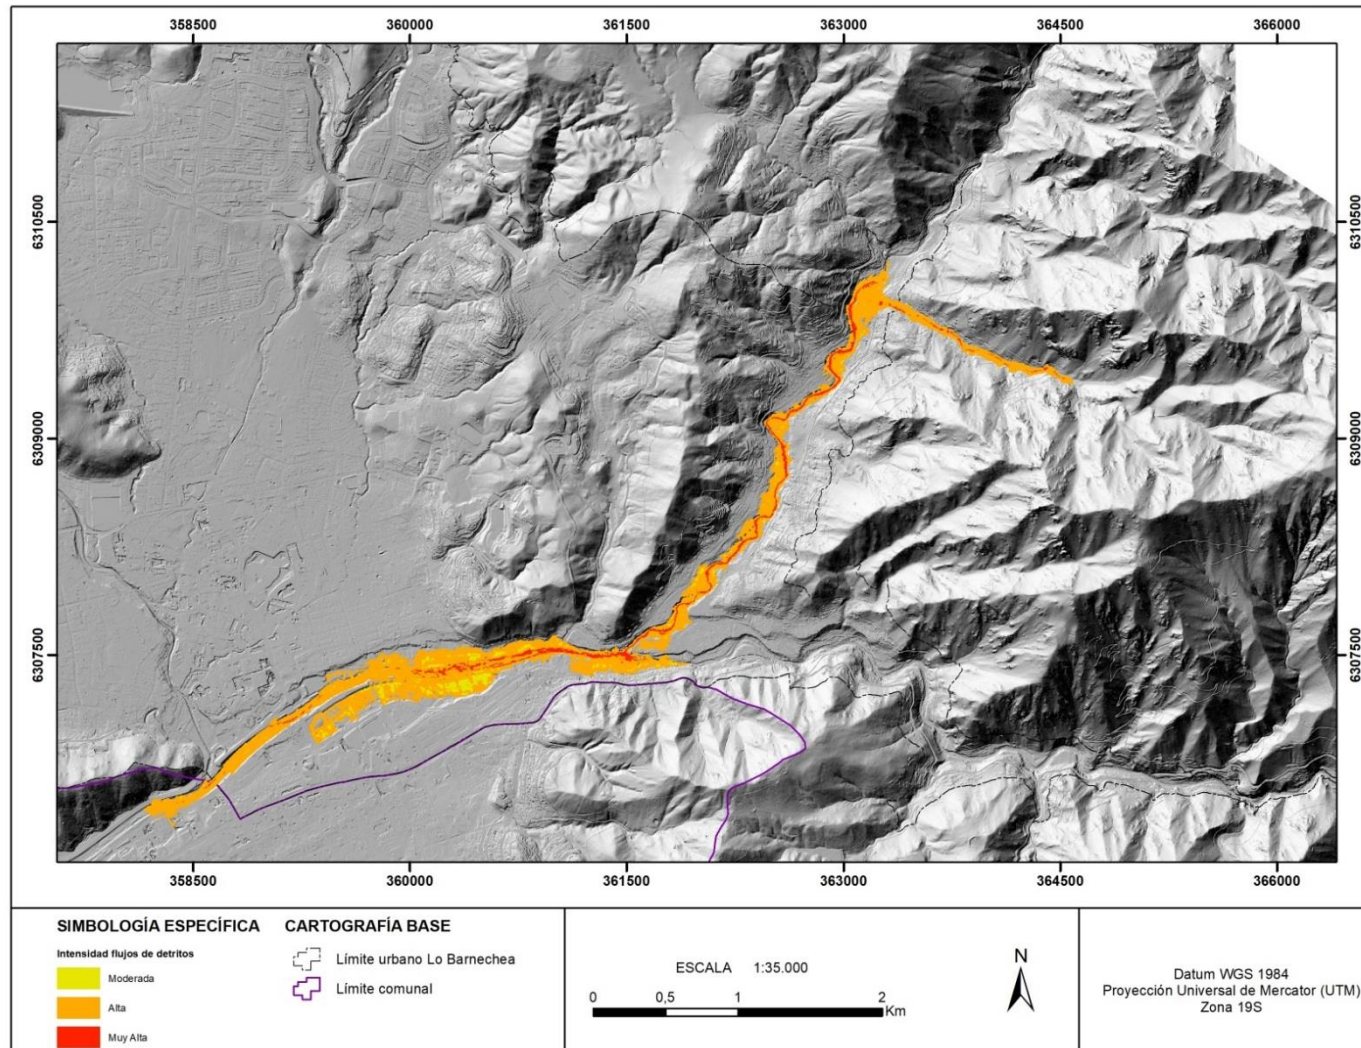 358500 360000 361500 363000 364500 366000
6310500 6310500
6309000 6309000
6307500 6307500
358500 360000 361500 363000 364500 366000
SIMBOLOGÍA ESPECÍFICA
Intensidad flujos de detritos
Moderada
Alta
Muy Alta
CARTOGRAFÍA BASE
Límite urbano Lo Barnechea
Límite comunal
ESCALA 1:35.000
0 0,5 1 2
Km
N
Datum WGS 1984
Proyección Universal de Mercator (UTM)
Zona 19S